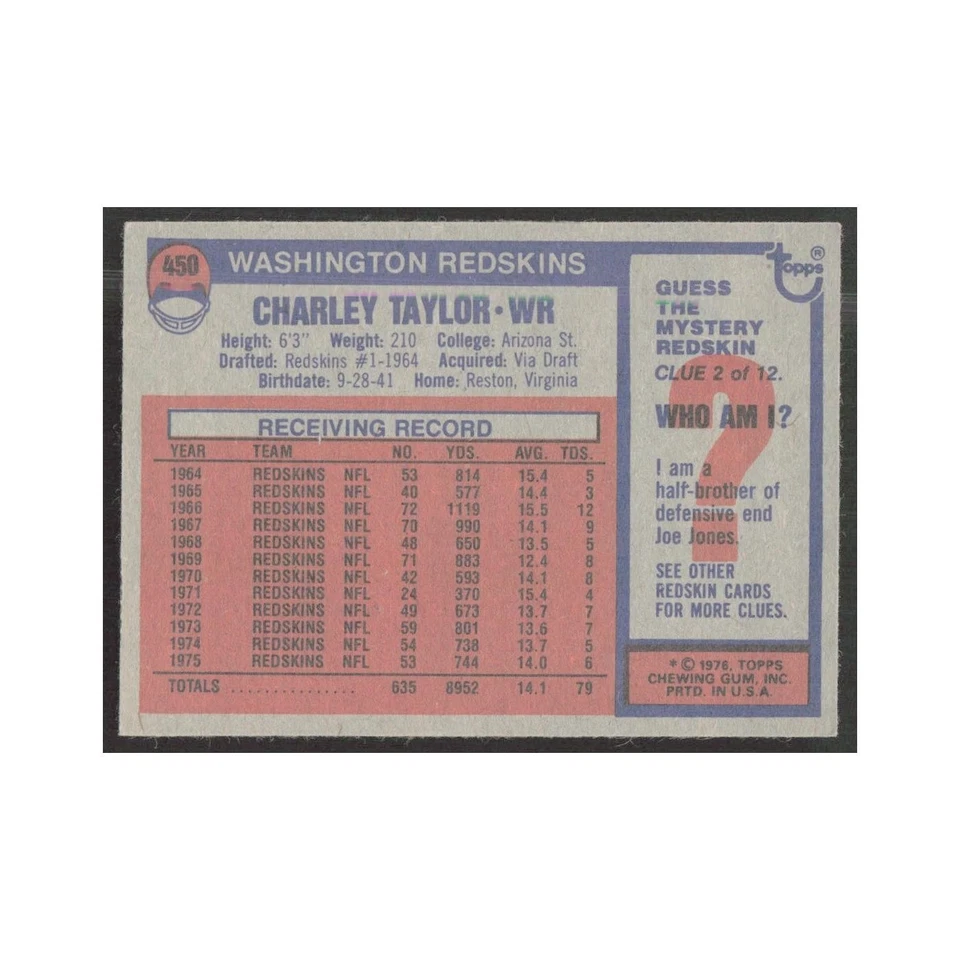 450
WASHINGTON REDSKINS
CHARLEY TAYLOR • WR
Height: 6'3" Weight: 210 College: Arizona St.
Drafted: Redskins #1-1964 Acquired: Via Draft
Birthdate: 9-28-41 Home: Reston, Virginia
RECEIVING RECORD
YEAR TEAM NO. YDS. AVG. TDS.
1964 REDSKINS NFL 53 814 15.4 5
1965 REDSKINS NFL 40 577 14.4 3
1966 REDSKINS NFL 72 1119 15.5 12
1967 REDSKINS NFL 70 990 14.1 9
1968 REDSKINS NFL 48 650 13.5 5
1969 REDSKINS NFL 71 883 12.4 8
1970 REDSKINS NFL 42 593 14.1 8
1971 REDSKINS NFL 24 370 15.4 4
1972 REDSKINS NFL 49 673 13.7 7
1973 REDSKINS NFL 59 801 13.6 7
1974 REDSKINS NFL 54 738 13.7 5
1975 REDSKINS NFL 53 744 14.0 6
TOTALS ................ 635 8952 14.1 79
topps®
GUESS
THE
MYSTERY
REDSKIN
CLUE 2 of 12.
?
WHO AM I?
I am a
half-brother of
defensive end
Joe Jones.
SEE OTHER
REDSKIN CARDS
FOR MORE CLUES.
* © 1976, TOPPS
CHEWING GUM, INC.
PRTD. IN U.S.A.